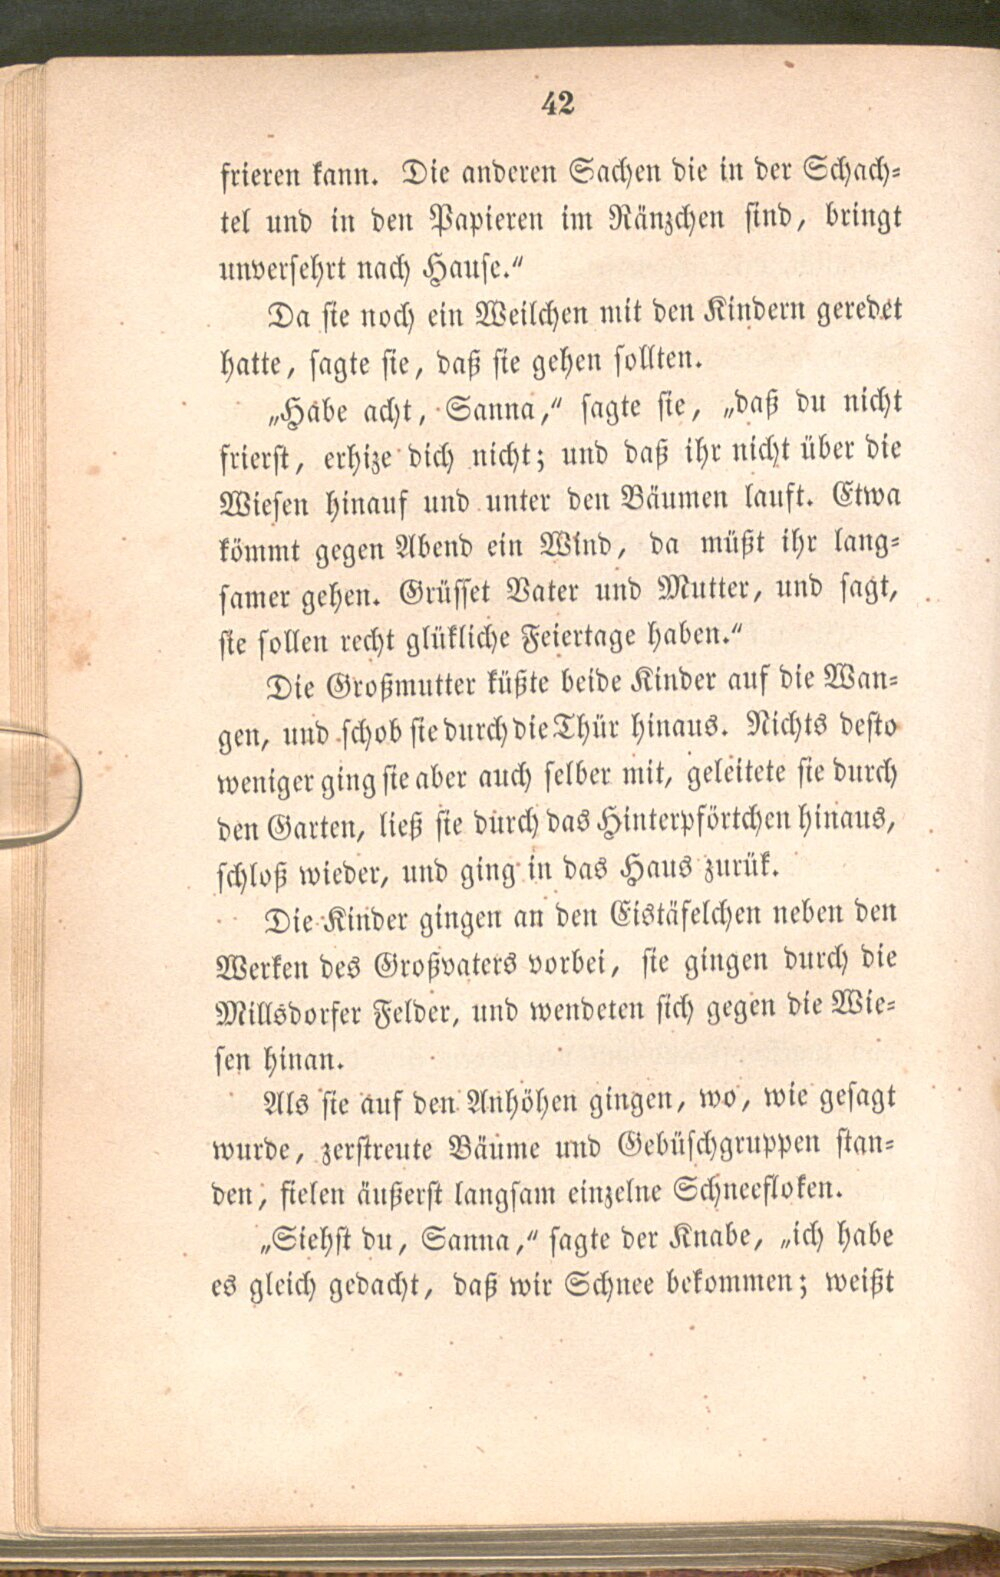 42
frieren kann. Die anderen Sachen die in der Schach-
tel und in den Papieren im Ränzchen sind, bringt
unversehrt nach Hause.“
Da sie noch ein Weilchen mit den Kindern geredet
hatte, sagte sie, daß sie gehen sollten.
„Habe acht, Sanna,“ sagte sie, „daß du nicht
frierst, erhize dich nicht; und daß ihr nicht über die
Wiesen hinauf und unter den Bäumen lauft. Etwa
kömmt gegen Abend ein Wind, da müßt ihr lang-
samer gehen. Grüsset Vater und Mutter, und sagt,
sie sollen recht glükliche Feiertage haben.“
Die Großmutter küßte beide Kinder auf die Wan-
gen, und schob sie durch die Thür hinaus. Nichts desto
weniger ging sie aber auch selber mit, geleitete sie durch
den Garten, ließ sie durch das Hinterpförtchen hinaus,
schloß wieder, und ging in das Haus zurük.
Die Kinder gingen an den Eistäfelchen neben den
Werken des Großvaters vorbei, sie gingen durch die
Millsdorfer Felder, und wendeten sich gegen die Wie-
sen hinan.
Als sie auf den Anhöhen gingen, wo, wie gesagt
wurde, zerstreute Bäume und Gebüschgruppen stan-
den, fielen äußerst langsam einzelne Schneefloken.
„Siehst du, Sanna,“ sagte der Knabe, „ich habe
es gleich gedacht, daß wir Schnee bekommen; weißt